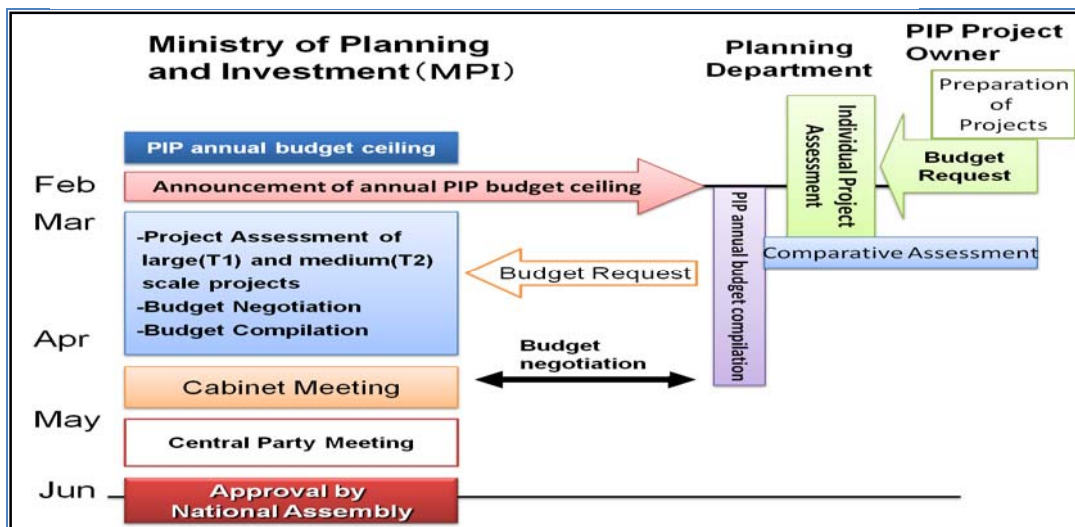 Ministry of Planning
and Investment(MPI)
Planning
Department
PIP Project
Owner
Preparation
of
Projects
Individual Project
Assessment
Budget
Request
PIP annual budget ceiling
Feb
Announcement of annual PIP budget ceiling
Mar
-Project Assessment of
large(T1) and medium(T2)
scale projects
-Budget Negotiation
-Budget Compilation
Budget Request
PIP annual budget compilation
Comparative Assessment
Apr
Budget
negotiation
Cabinet Meeting
May
Central Party Meeting
Jun
Approval by
National Assembly